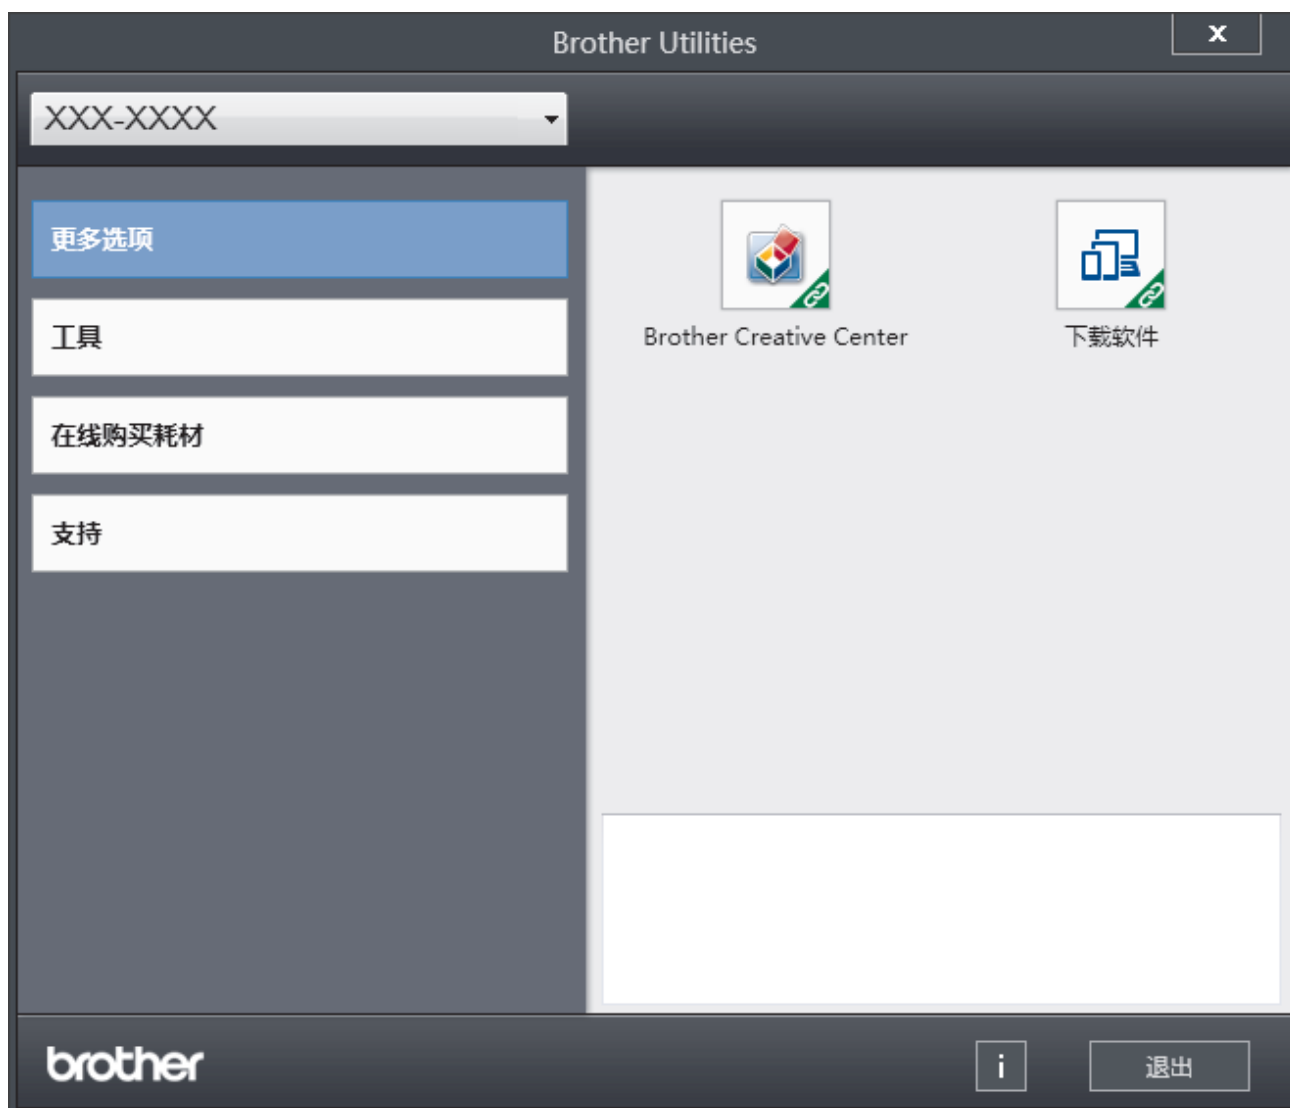 Brother Utilities
x
XXX-XXXX
更多选项
工具
在线购买耗材
支持
Brother Creative Center
下载软件
brother
i
退出